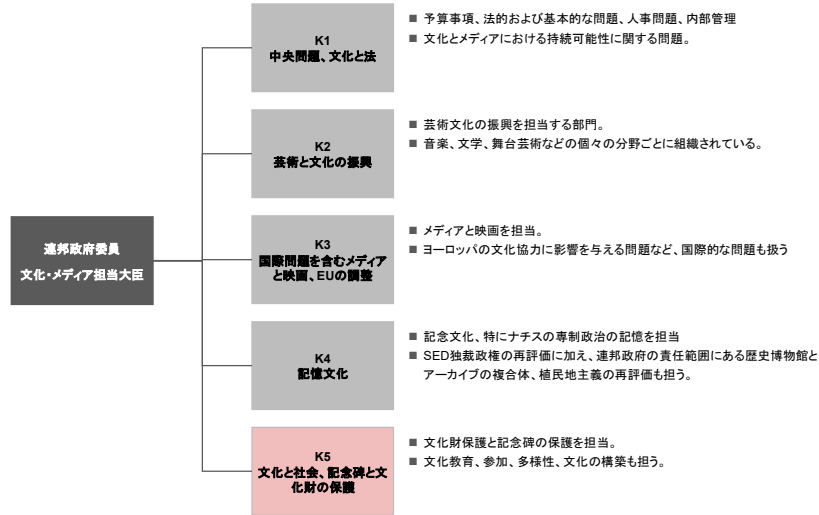 連邦政府委員
文化・メディア担当大臣
K1
中央問題、文化と法
■ 予算事項、法的および基本的な問題、人事問題、内部管理
■ 文化とメディアにおける持続可能性に関する問題。
K2
芸術と文化の振興
■ 芸術文化の振興を担当する部門。
■ 音楽、文学、舞台芸術などの個々の分野ごとに組織されている。
K3
国際問題を含むメディア
と映画、EUの調整
■ メディアと映画を担当。
■ ヨーロッパの文化協力に影響を与える問題など、国際的な問題も扱う
K4
記憶文化
■ 記念文化、特にナチスの専制政治の記憶を担当
■ SED独裁政権の再評価に加え、連邦政府の責任範囲にある歴史博物館と
アーカイブの複合体、植民地主義の再評価も担う。
K5
文化と社会、記念碑と文
化財の保護
■ 文化財保護と記念碑の保護を担当。
■ 文化教育、参加、多様性、文化の構築も担う。